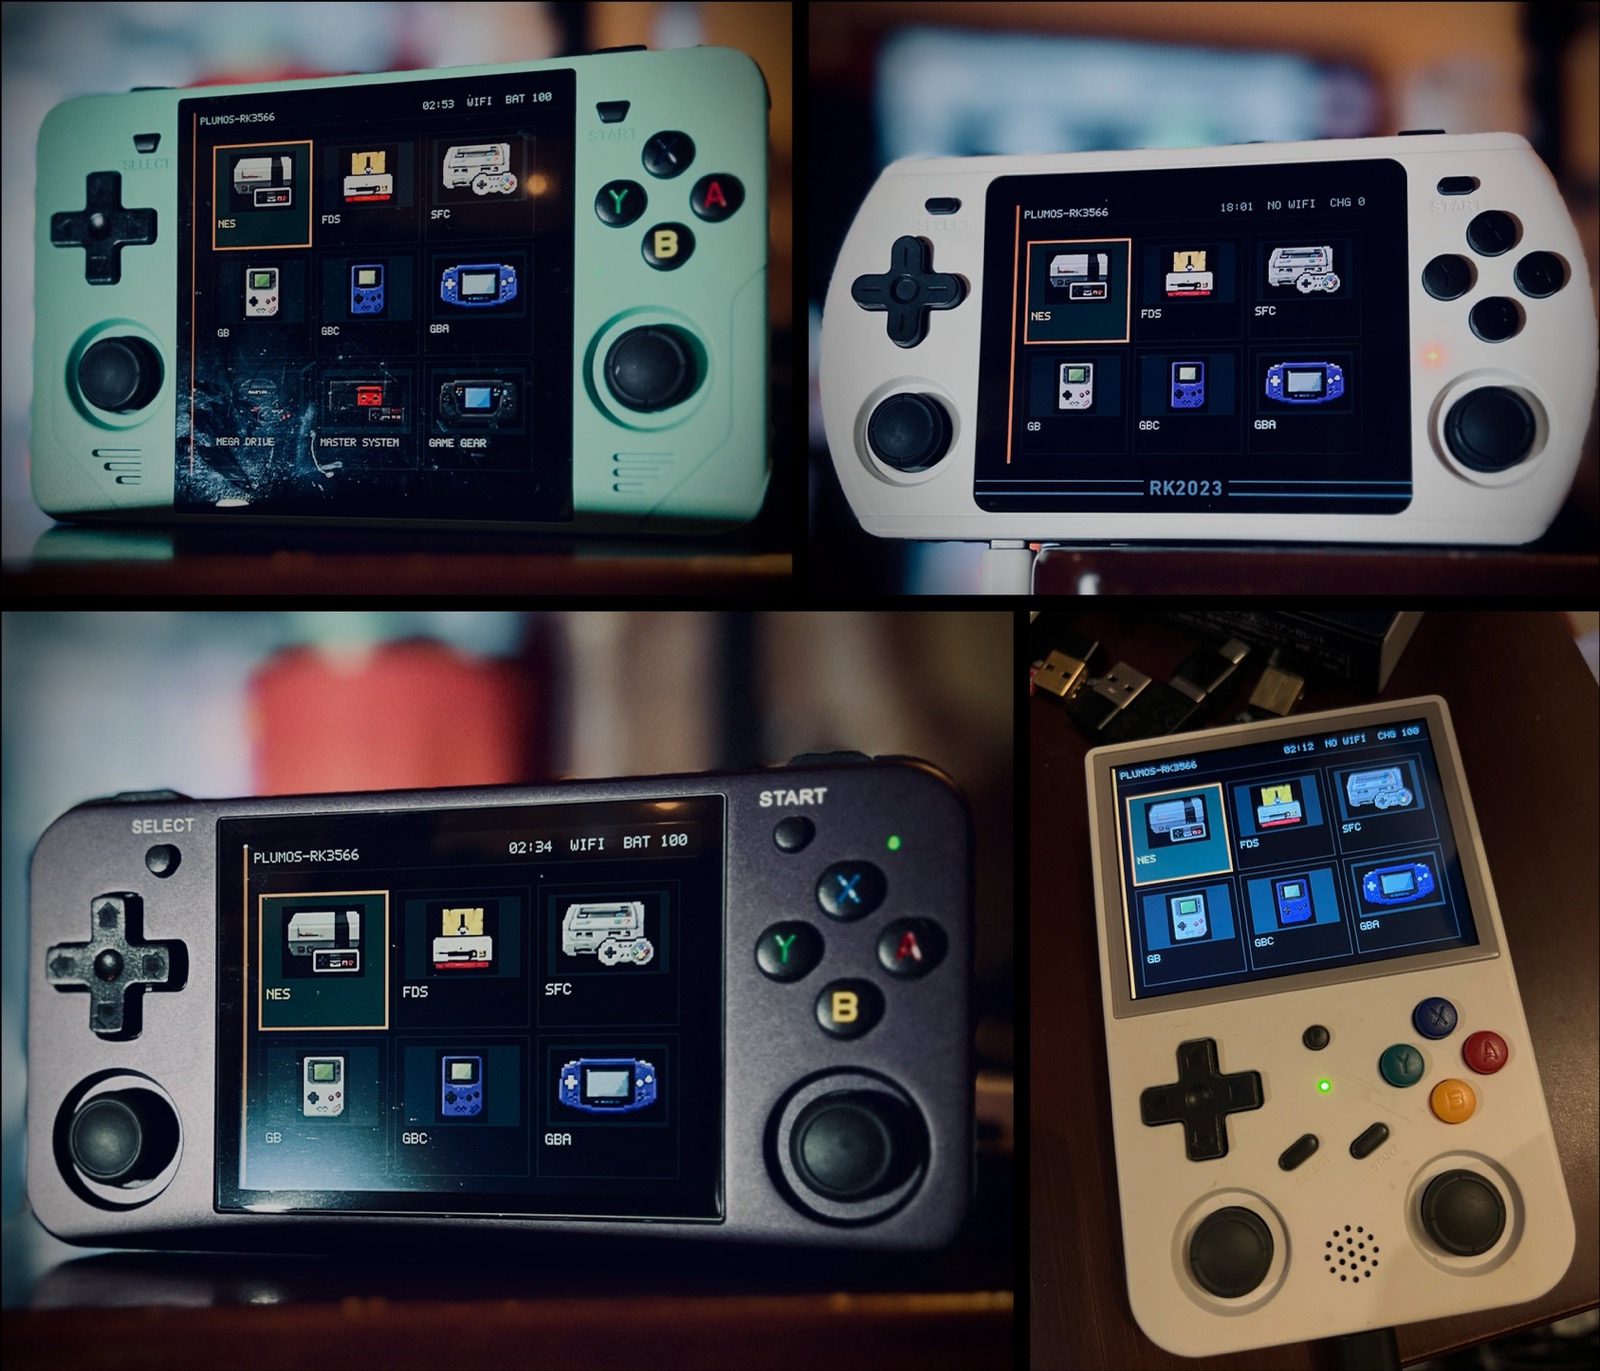 PLUMOS-RK3566
02:53 WIFI BAT 100
NES FDS SFC
GB GBC GBA
MEGA DRIVE MASTER SYSTEM GAME GEAR
SELECT
START
X
Y A
B
PLUMOS-RK3566
18:01 NO WIFI CHG 0
NES FDS SFC
GB GBC GBA
RK2023
SELECT
START
Y
PLUMOS-RK3566
02:34 WIFI BAT 100
NES FDS SFC
GB GBC GBA
SELECT
START
X
Y A
B
PLUMOS-RK3566
02:12 NO WIFI CHG 100
NES FDS SFC
GB GBC GBA
X
Y A
B
START